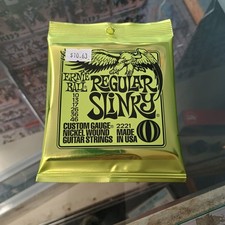 $10.63
ERNIE BALL
REGULAR
SLINKY
10
13
17
26
36
46
CUSTOM GAUGE
NICKEL WOUND
GUITAR STRINGS
2221
MADE
IN USA